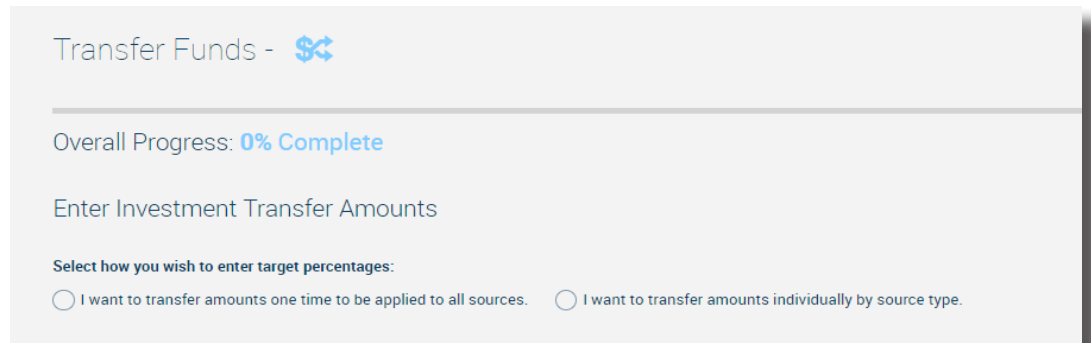 Transfer Funds -
Overall Progress: 0% Complete
Enter Investment Transfer Amounts
Select how you wish to enter target percentages:
I want to transfer amounts one time to be applied to all sources. I want to transfer amounts individually by source type.